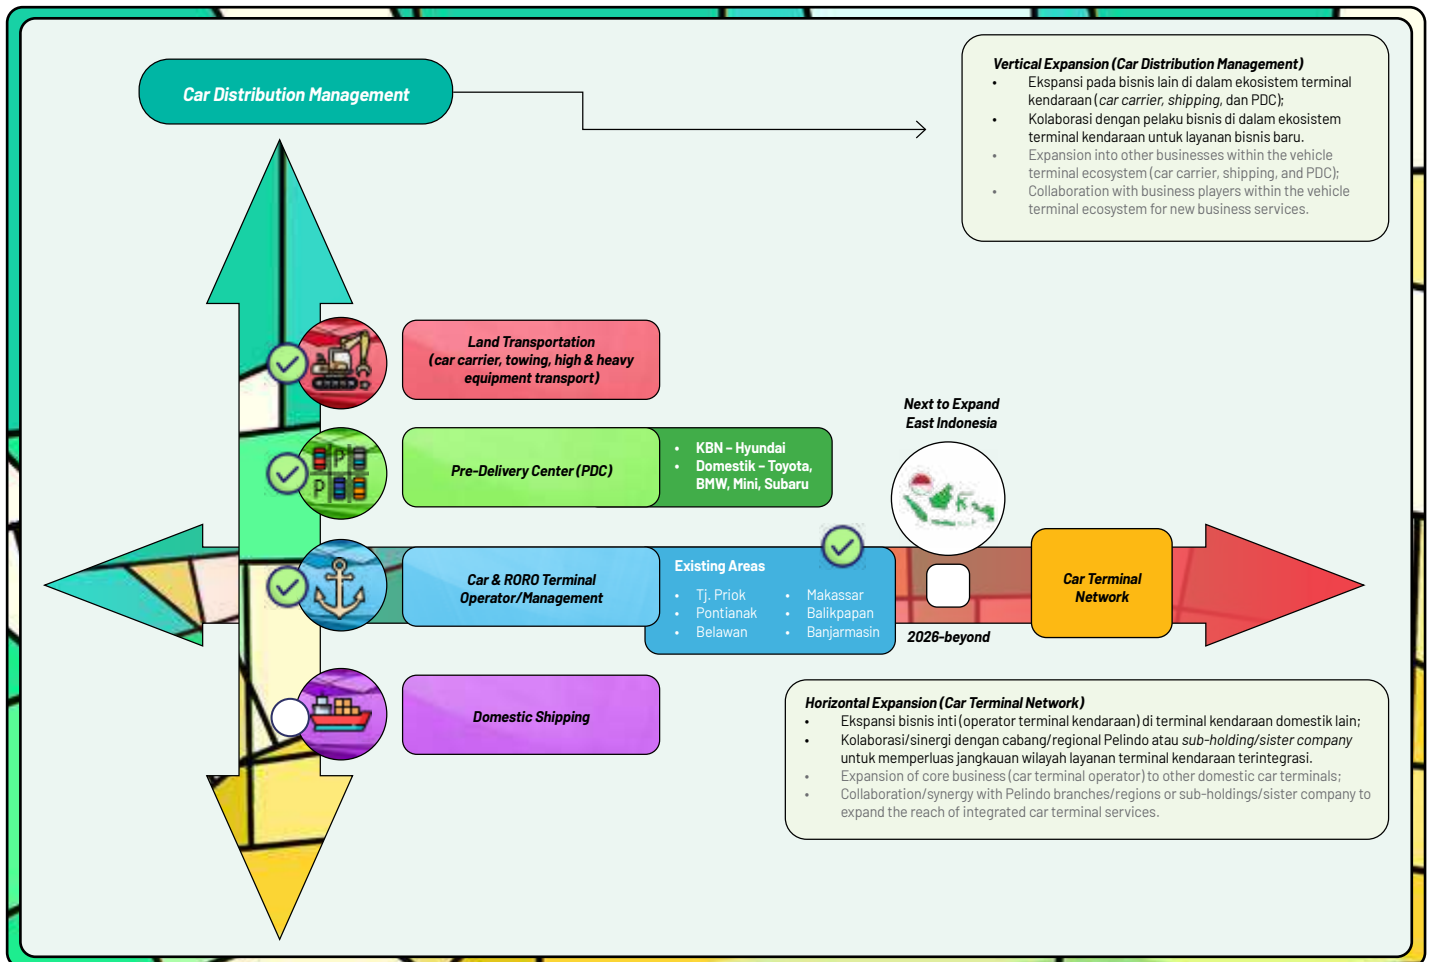 Car Distribution Management
Vertical Expansion (Car Distribution Management)
• Ekspansi pada bisnis lain di dalam ekosistem terminal
kendaraan (car carrier, shipping, dan PDC);
• Kolaborasi dengan pelaku bisnis di dalam ekosistem
terminal kendaraan untuk layanan bisnis baru.
• Expansion into other businesses within the vehicle
terminal ecosystem (car carrier, shipping, and PDC);
• Collaboration with business players within the vehicle
terminal ecosystem for new business services.
Land Transportation
(car carrier, towing, high & heavy
equipment transport)
Pre-Delivery Center (PDC)
• KBN – Hyundai
• Domestik – Toyota,
BMW, Mini, Subaru
Next to Expand
East Indonesia
Car & RORO Terminal
Operator/Management
Existing Areas
• Tj. Priok
• Pontianak
• Belawan
• Makassar
• Balikpapan
• Banjarmasin
2026-beyond
Car Terminal
Network
Domestic Shipping
Horizontal Expansion (Car Terminal Network)
• Ekspansi bisnis inti (operator terminal kendaraan) di terminal kendaraan domestik lain;
• Kolaborasi/sinergi dengan cabang/regional Pelindo atau sub-holding/sister company
untuk memperluas jangkauan wilayah layanan terminal kendaraan terintegrasi.
• Expansion of core business (car terminal operator) to other domestic car terminals;
• Collaboration/synergy with Pelindo branches/regions or sub-holdings/sister company to
expand the reach of integrated car terminal services.